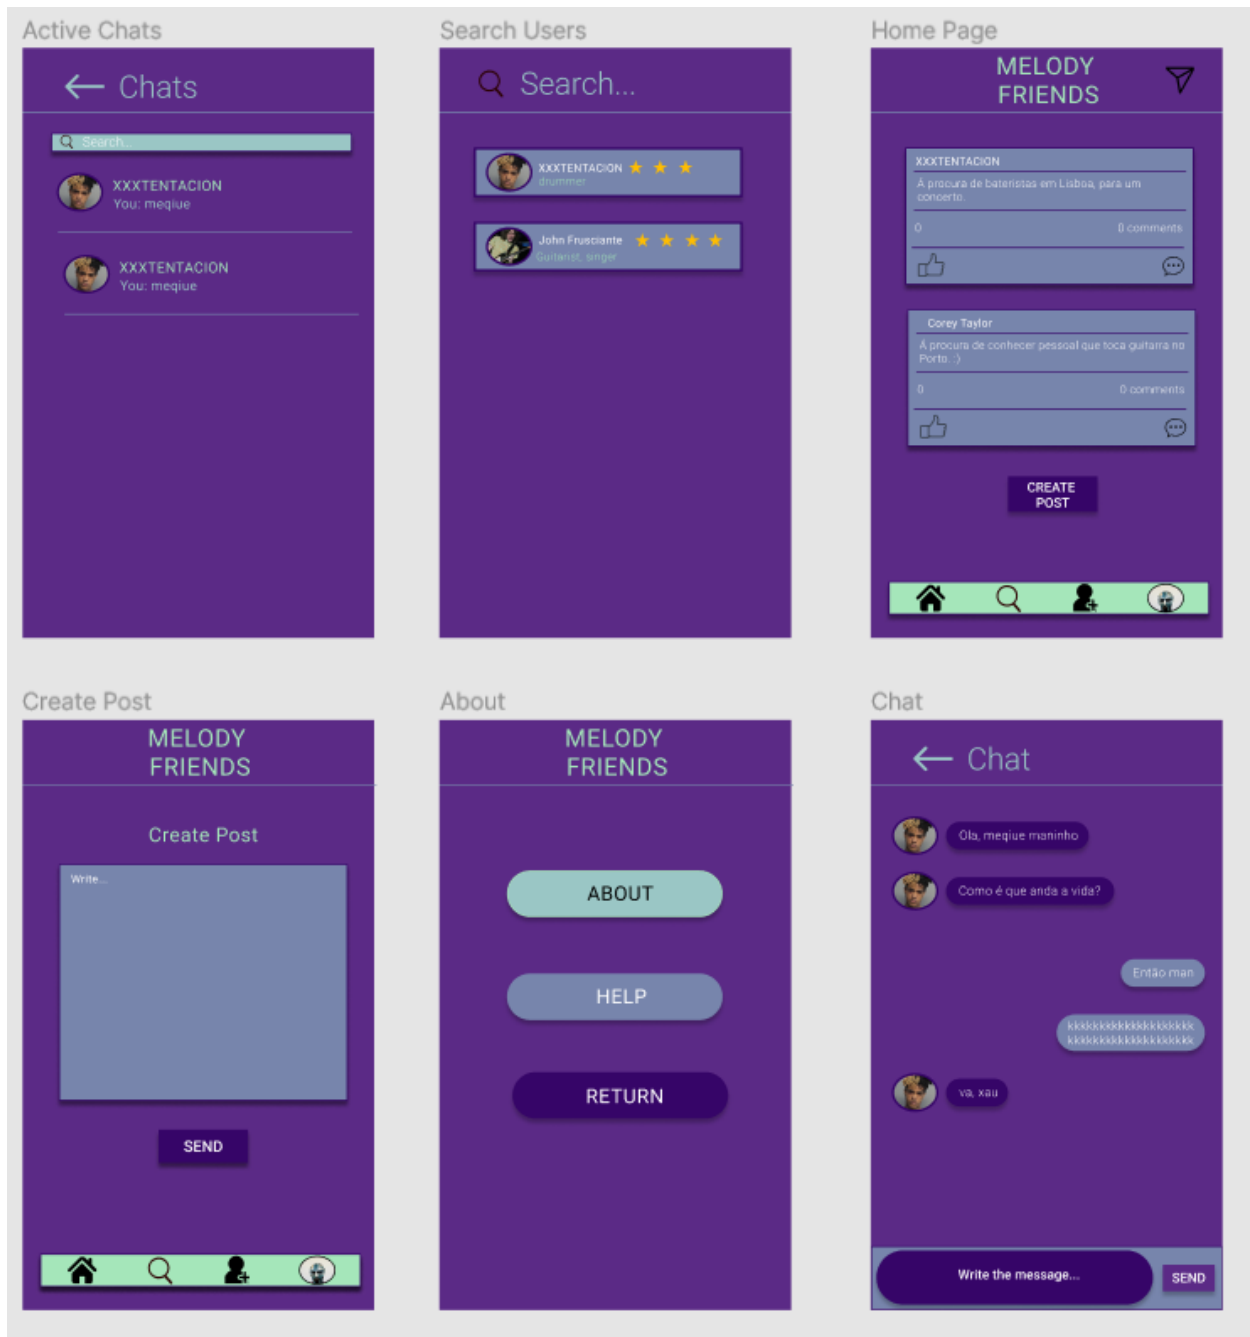 Active Chats
Chats
Search...
XXXTENTACION
You: meqiue
XXXTENTACION
You: meqiue
Search Users
Search...
XXXTENTACION
drummer
John Frusciante
Guitarist, singer
Home Page
MELODY
FRIENDS
XXXTENTACION
À procura de bateristas em Lisboa, para um
concerto.
0 0 comments
Corey Taylor
À procura de conhecer pessoal que toca guitarra no
Porto. :)
0 0 comments
CREATE
POST
Create Post
MELODY
FRIENDS
Create Post
Write...
SEND
About
MELODY
FRIENDS
ABOUT
HELP
RETURN
Chat
Chat
Ola, meqiue maninho
Como é que anda a vida?
Então man
kkkkkkkkkkkkkkkkkkkk
kkkkkkkkkkkkkkkkkkkk
va, xau
Write the message...
SEND